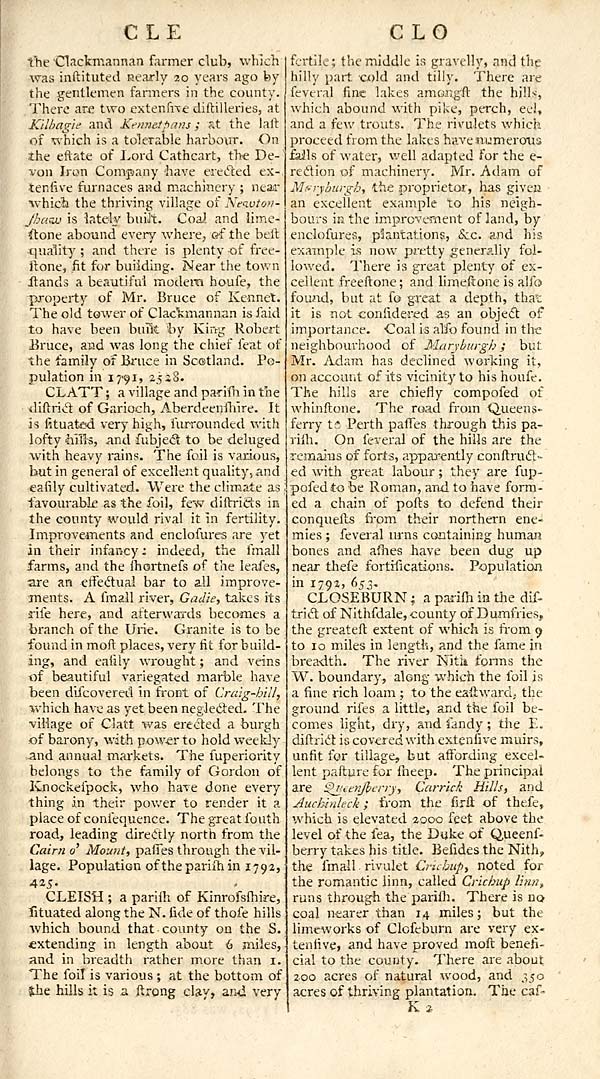 CLE
the Clackmannan farmer club, which
was inſtituted nearly 20 years ago by
the gentlemen farmers in the county.
There are two extenſive diſtilleries, at
Kilbagie and Kennetpans; at the laſt
of which is a tolerable harbour. On
the eſtate of Lord Cathcart, the De-
von Iron Company have erected ex-
tenſive furnaces and machinery; near
which the thriving village of Newton-
ſhaw is lately built. Coal and lime-
ſtone abound every where, of the beſt
quality; and there is plenty of free-
ſtone, fit for building. Near the town
ſtands a beautiful modern houſe, the
property of Mr. Bruce of Kennet.
The old tower of Clackmannan is ſaid
to have been built by King Robert
Bruce, and was long the chief ſeat of
the family of Bruce in Scotland. Po-
pulation in 1791, 2528.
CLATT; a village and pariſh in the
diſtrict of Garioch, Aberdeenſhire. It
is ſituated very high, ſurrounded with
lofty hills, and ſubject to be deluged
with heavy rains. The ſoil is various,
but in general of excellent quality, and
eaſily cultivated. Were the climate as
favourable as the ſoil, few diſtricts in
the county would rival it in fertility.
Improvements and encloſures are yet
in their infancy: indeed, the ſmall
farms, and the ſhortneſs of the leaſes,
are an effectual bar to all improve-
ments. A ſmall river, Gadie, takes its
riſe here, and afterwards becomes a
branch of the Urie. Granite is to be
found in moſt places, very fit for build-
ing, and eaſily wrought; and veins
of beautiful variegated marble have
been diſcovered in front of Craig-hill,
which have as yet been neglected. The
village of Clatt was erected a burgh
of barony, with power to hold weekly
and annual markets. The ſuperiority
belongs to the family of Gordon of
Knockeſpock, who have done every
thing in their power to render it a
place of conſequence. The great ſouth
road, leading directly north from the
Cairn o' Mount, paſſes through the vil-
lage. Population of the pariſh in 1792,
425.
CLEISH; a pariſh of Kinroſsſhire,
ſituated along the N. ſide of thoſe hills
which bound that county on the S.
extending in length about 6 miles,
and in breadth rather more than 1.
The ſoil is various; at the bottom of
the hills it is a ſtrong clay, and very
CLO
fertile; the middle is gravelly, and the
hilly part cold and tilly. There are
ſeveral fine lakes amongſt the hills,
which abound with pike, perch, eel,
and a few trouts. The rivulets which
proceed from the lakes have numerous
falls of water, well adapted for the e-
rection of machinery. Mr. Adam of
Maryburgh, the proprietor, has given
an excellent example to his neigh-
bours in the improvement of land, by
encloſures, plantations, &c. and his
example is now pretty generally fol-
lowed. There is great plenty of ex-
cellent freeſtone; and limeſtone is alſo
found, but at ſo great a depth, that
it is not conſidered as an object of
importance. Coal is alſo found in the
neighbourhood of Maryburgh; but
Mr. Adam has declined working it,
on account of its vicinity to his houſe.
The hills are chiefly compoſed of
whinſtone. The road from Queens-
ferry to Perth paſſes through this pa-
riſh. On ſeveral of the hills are the
remains of forts, apparently conſtruct-
ed with great labour; they are ſup-
poſed to be Roman, and to have form-
ed a chain of poſts to defend their
conqueſts from their northern ene-
mies; ſeveral urns containing human
bones and aſhes have been dug up
near theſe fortifications. Population
in 1792, 653.
CLOSEBURN; a pariſh in the diſ-
trict of Nithſdale, county of Dumfries,
the greateſt extent of which is from 9
to 10 miles in length, and the ſame in
breadth. The river Nith forms the
W. boundary, along which the ſoil is
a fine rich loam; to the eaſtward, the
ground riſes a little, and the ſoil be-
comes light, dry, and ſandy; the E.
diſtrict is covered with extenſive muirs,
unfit for tillage, but affording excel-
lent paſture for ſheep. The principal
are Queenſberry, Carrick Hills, and
Auchinleck; from the firſt of theſe,
which is elevated 2000 feet above the
level of the ſea, the Duke of Queenſ-
berry takes his title. Beſides the Nith,
the ſmall rivulet Crichup, noted for
the romantic linn, called Crichup linn,
runs through the pariſh. There is no
coal nearer than 14 miles; but the
limeworks of Cloſeburn are very ex-
tenſive, and have proved moſt benefi-
cial to the county. There are about
200 acres of natural wood, and 350
acres of thriving plantation. The caſ-
K 2